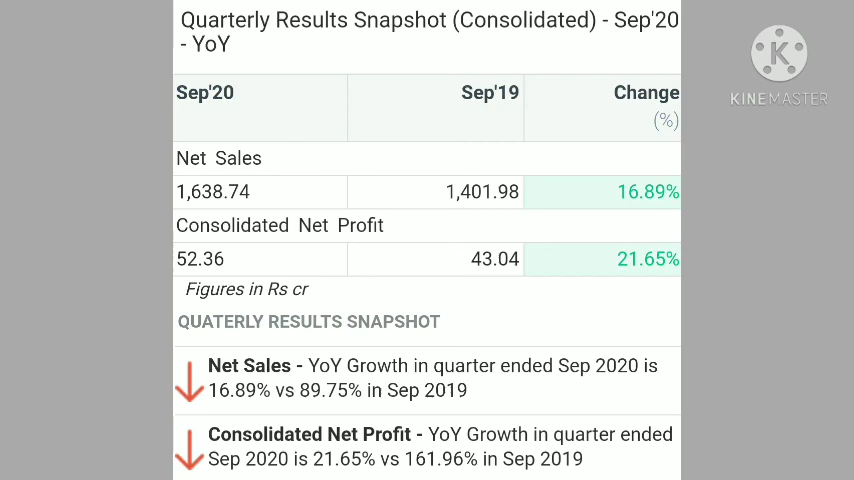 Quarterly Results Snapshot (Consolidated) - Sep'20
- YoY
Sep'20 Sep'19 Change
(%)
Net Sales
1,638.74 1,401.98 16.89%
Consolidated Net Profit
52.36 43.04 21.65%
Figures in Rs cr
QUATERLY RESULTS SNAPSHOT
Net Sales - YoY Growth in quarter ended Sep 2020 is
16.89% vs 89.75% in Sep 2019
Consolidated Net Profit - YoY Growth in quarter ended
Sep 2020 is 21.65% vs 161.96% in Sep 2019
K
KINEMASTER